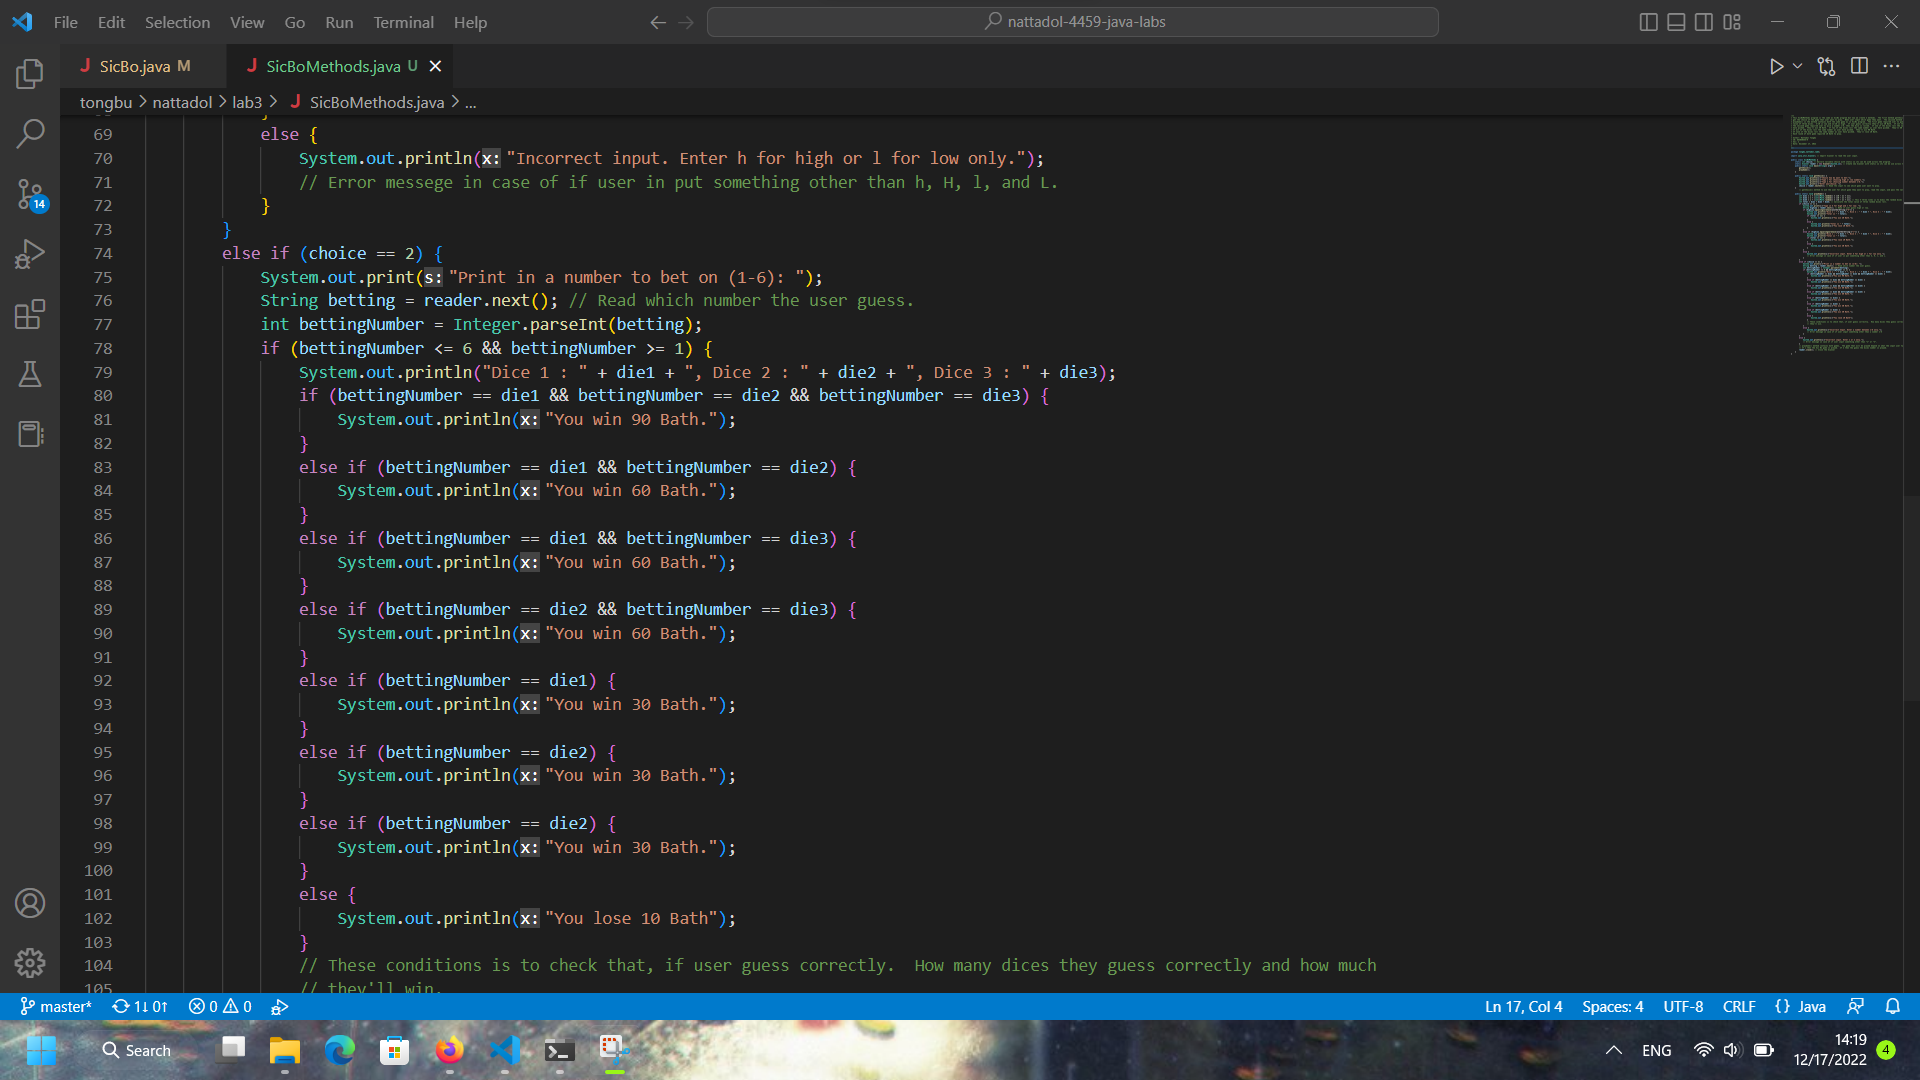 File Edit Selection View Go Run Terminal Help
nattadol-4459-java-labs
SicBo.java M
SicBoMethods.java U
tongbu > nattadol > lab3 > SicBoMethods.java > ...
69 else {
70 System.out.println(x: "Incorrect input. Enter h for high or l for low only.");
71 // Error messege in case of if user in put something other than h, H, l, and L.
72 }
73 }
74 else if (choice == 2) {
75 System.out.print(s: "Print in a number to bet on (1-6): ");
76 String betting = reader.next(); // Read which number the user guess.
77 int bettingNumber = Integer.parseInt(betting);
78 if (bettingNumber <= 6 && bettingNumber >= 1) {
79 System.out.println("Dice 1 : " + die1 + ", Dice 2 : " + die2 + ", Dice 3 : " + die3);
80 if (bettingNumber == die1 && bettingNumber == die2 && bettingNumber == die3) {
81 System.out.println(x: "You win 90 Bath.");
82 }
83 else if (bettingNumber == die1 && bettingNumber == die2) {
84 System.out.println(x: "You win 60 Bath.");
85 }
86 else if (bettingNumber == die1 && bettingNumber == die3) {
87 System.out.println(x: "You win 60 Bath.");
88 }
89 else if (bettingNumber == die2 && bettingNumber == die3) {
90 System.out.println(x: "You win 60 Bath.");
91 }
92 else if (bettingNumber == die1) {
93 System.out.println(x: "You win 30 Bath.");
94 }
95 else if (bettingNumber == die2) {
96 System.out.println(x: "You win 30 Bath.");
97 }
98 else if (bettingNumber == die2) {
99 System.out.println(x: "You win 30 Bath.");
100 }
101 else {
102 System.out.println(x: "You lose 10 Bath");
103 }
104 // These conditions is to check that, if user guess correctly.  How many dices they guess correctly and how much
105 // they'll win.
14
master* 1↓ 0↑ 0 0
Ln 17, Col 4 Spaces: 4 UTF-8 CRLF {} Java
Search
ENG
14:19
12/17/2022
4